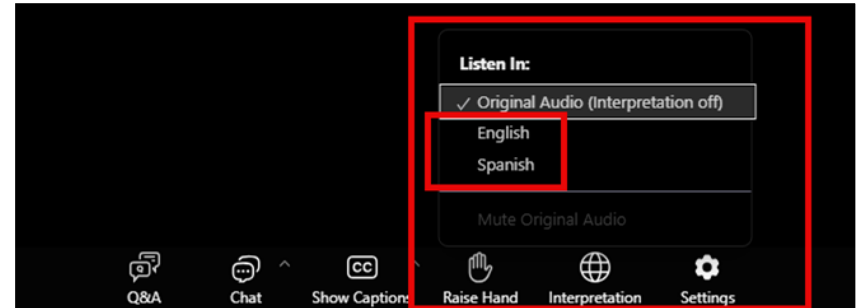 Listen In:
✓ Original Audio (Interpretation off)
English
Spanish
Mute Original Audio
Q&A Chat Show Captions Raise Hand Interpretation Settings